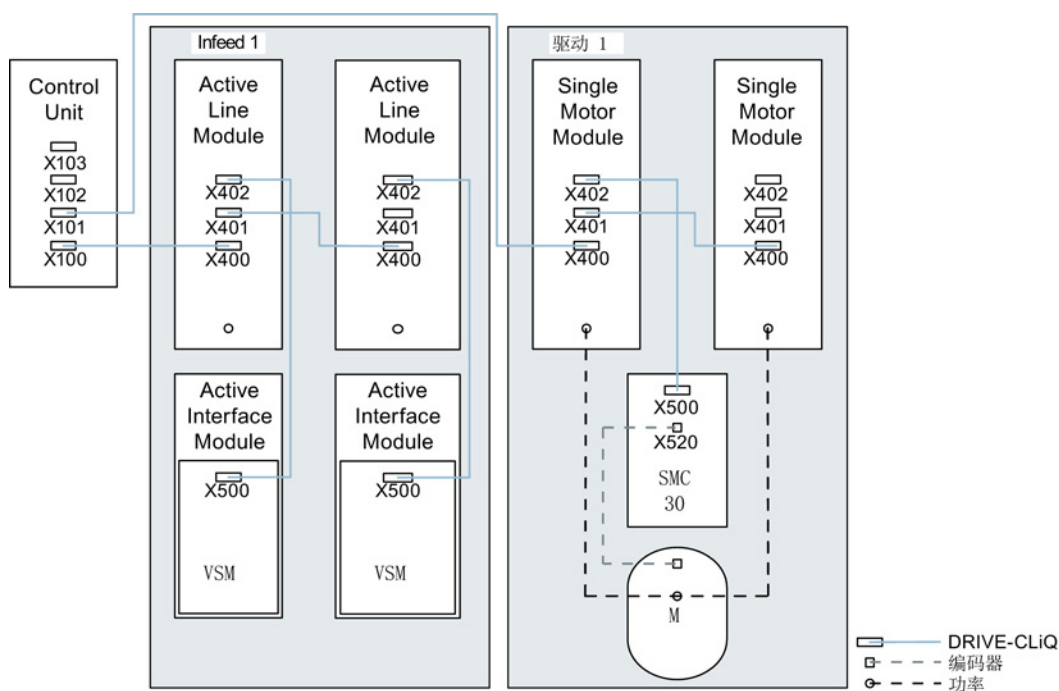 Control
Unit
X103
X102
X101
X100
Infeed 1
Active
Line
Module
X402
X401
X400
Active
Line
Module
X402
X401
X400
Active
Interface
Module
X500
VSM
Active
Interface
Module
X500
VSM
驱动 1
Single
Motor
Module
X402
X401
X400
Single
Motor
Module
X402
X401
X400
X500
X520
SMC
30
M
DRIVE-CLiQ
编码器
功率